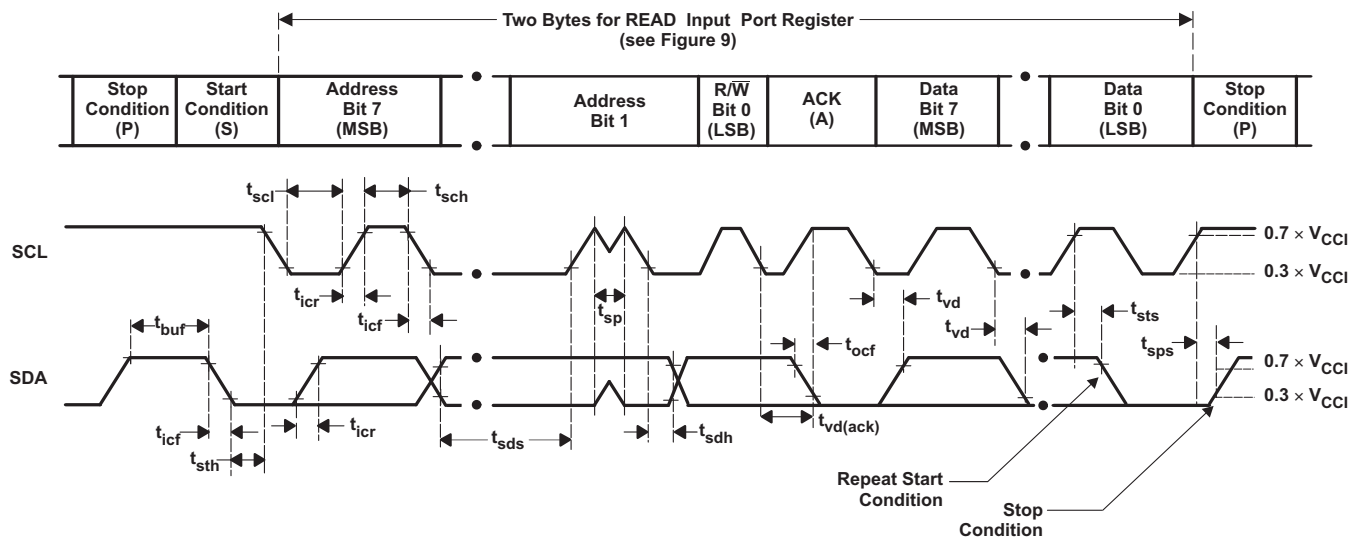 Two Bytes for READ Input Port Register
(see Figure 9)
Stop
Condition
(P)
Start
Condition
(S)
Address
Bit 7
(MSB)
Address
Bit 1
R/W̅
Bit 0
(LSB)
ACK
(A)
Data
Bit 7
(MSB)
Data
Bit 0
(LSB)
Stop
Condition
(P)
tscl
tsch
SCL
0.7 × VCCI
0.3 × VCCI
ticr
ticf
tsp
tvd
tvd
tsts
tbuf
tocf
tsps
SDA
0.7 × VCCI
0.3 × VCCI
ticf
ticr
tsth
tsds
tsdh
tvd(ack)
Repeat Start
Condition
Stop
Condition